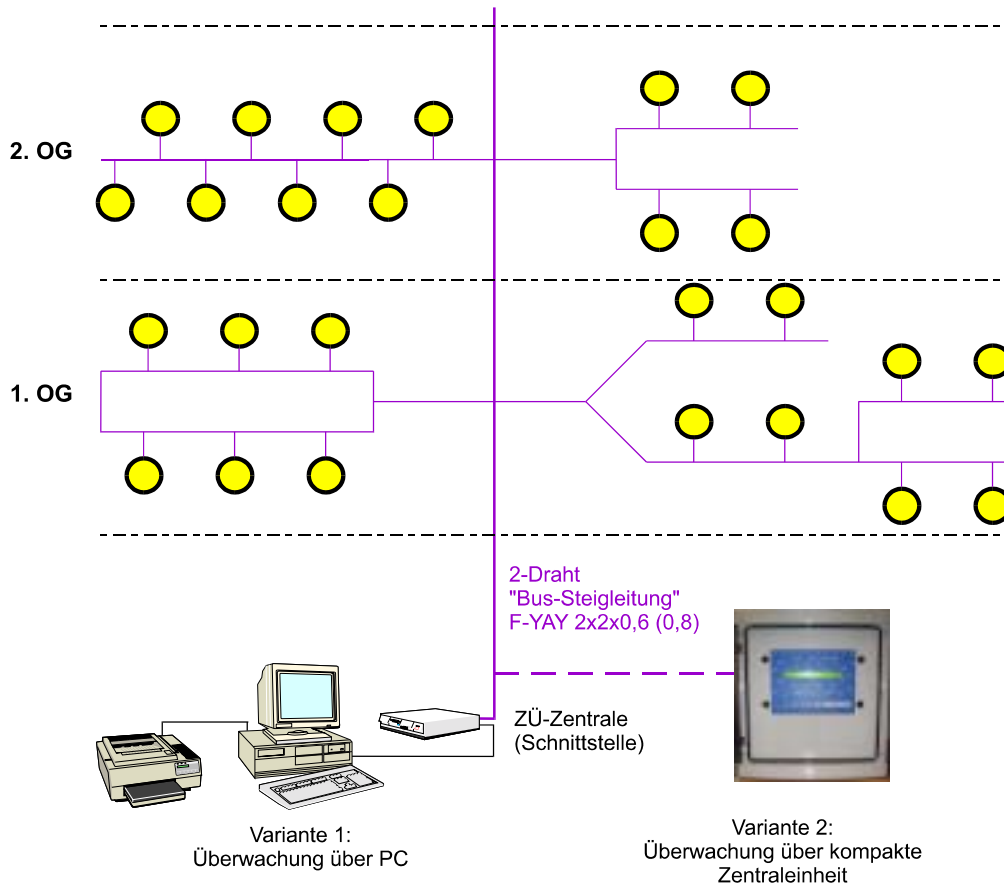 2. OG
1. OG
2-Draht
"Bus-Steigleitung"
F-YAY 2x2x0,6 (0,8)
ZÜ-Zentrale
(Schnittstelle)
Variante 1:
Überwachung über PC
Variante 2:
Überwachung über kompakte
Zentraleinheit